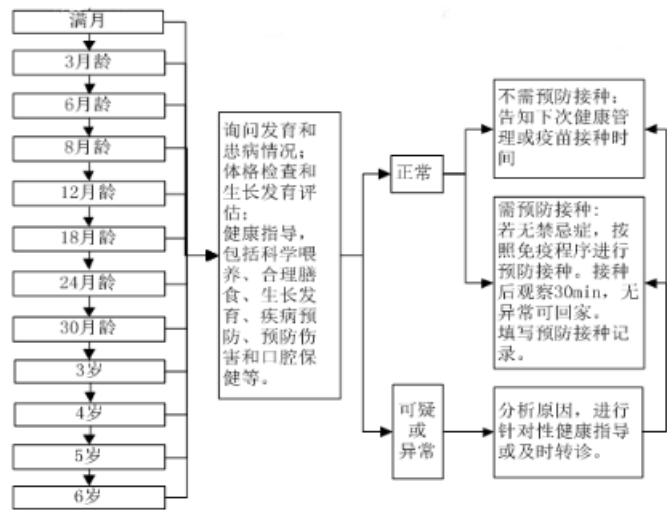 满月
3月龄
6月龄
8月龄
12月龄
18月龄
24月龄
30月龄
3岁
4岁
5岁
6岁
询问发育和
患病情况；
体格检查和
生长发育评
估；
健康指导，
包括科学喂
养、合理膳
食、生长发
育、疾病预
防、预防伤
害和口腔保
健等。
正常
可疑
或
异常
不需预防接种：
告知下次健康管
理或疫苗接种时
间
需预防接种：
若无禁忌症，按
照免疫程序进行
预防接种。接种
后观察30min，无
异常可回家。
填写预防接种记
录。
分析原因，进行
针对性健康指导
或及时转诊。